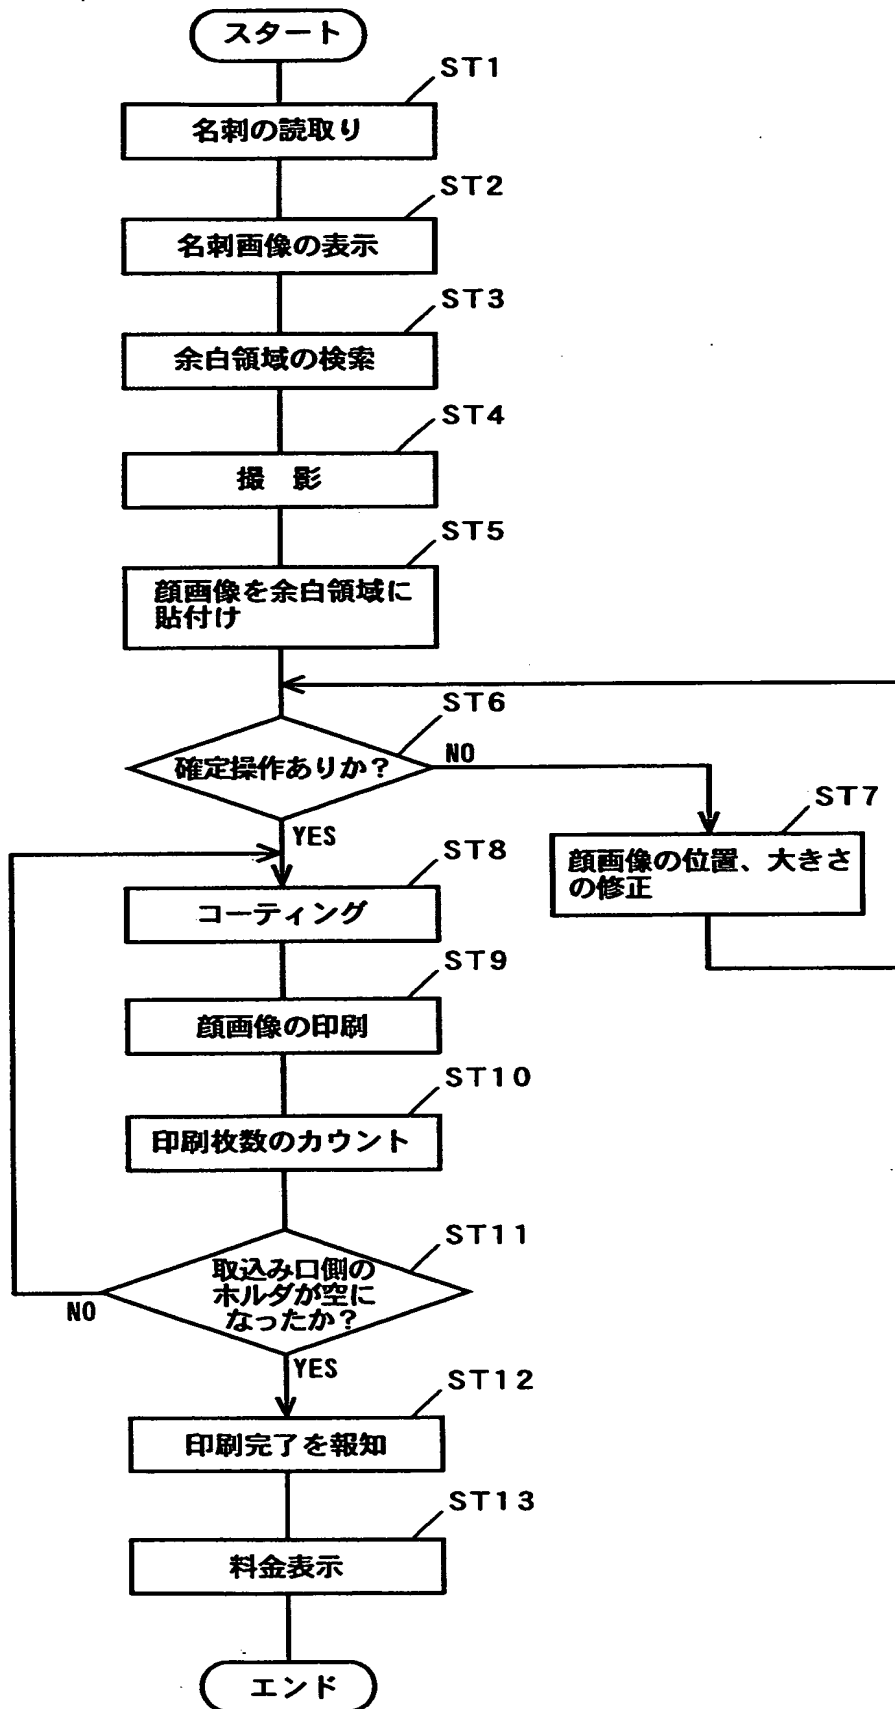 スタート
ST1
名刺の読取り
ST2
名刺画像の表示
ST3
余白領域の検索
ST4
撮 影
ST5
顔画像を余白領域に
貼付け
ST6
確定操作ありか?
NO
YES
ST7
顔画像の位置、大きさ
の修正
ST8
コーティング
ST9
顔画像の印刷
ST10
印刷枚数のカウント
ST11
取込み口側の
ホルダが空に
なったか?
NO
YES
ST12
印刷完了を報知
ST13
料金表示
エンド